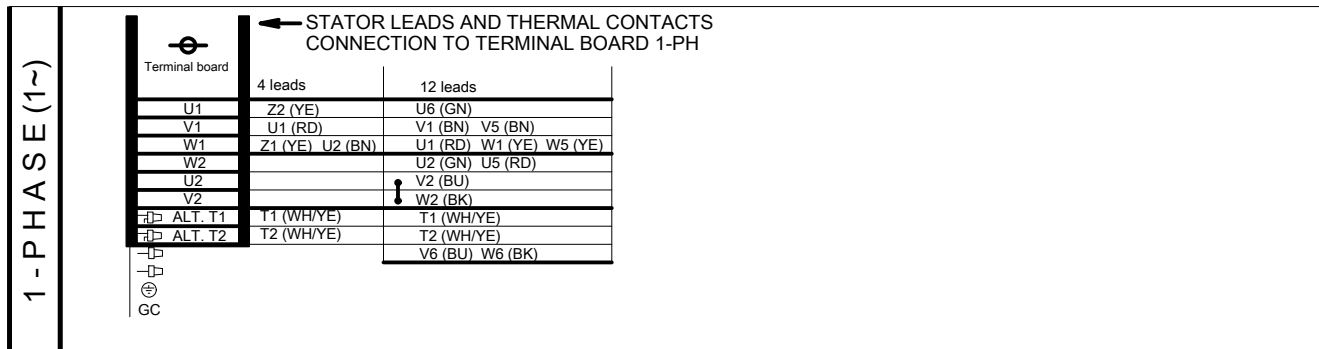 1 - P H A S E (1~)
STATOR LEADS AND THERMAL CONTACTS
CONNECTION TO TERMINAL BOARD 1-PH
Terminal board
4 leads 12 leads
U1 Z2 (YE) U6 (GN)
V1 U1 (RD) V1 (BN) V5 (BN)
W1 Z1 (YE) U2 (BN) U1 (RD) W1 (YE) W5 (YE)
W2 U2 (GN) U5 (RD)
U2 V2 (BU)
V2 W2 (BK)
ALT. T1 T1 (WH/YE) T1 (WH/YE)
ALT. T2 T2 (WH/YE) T2 (WH/YE)
V6 (BU) W6 (BK)
GC